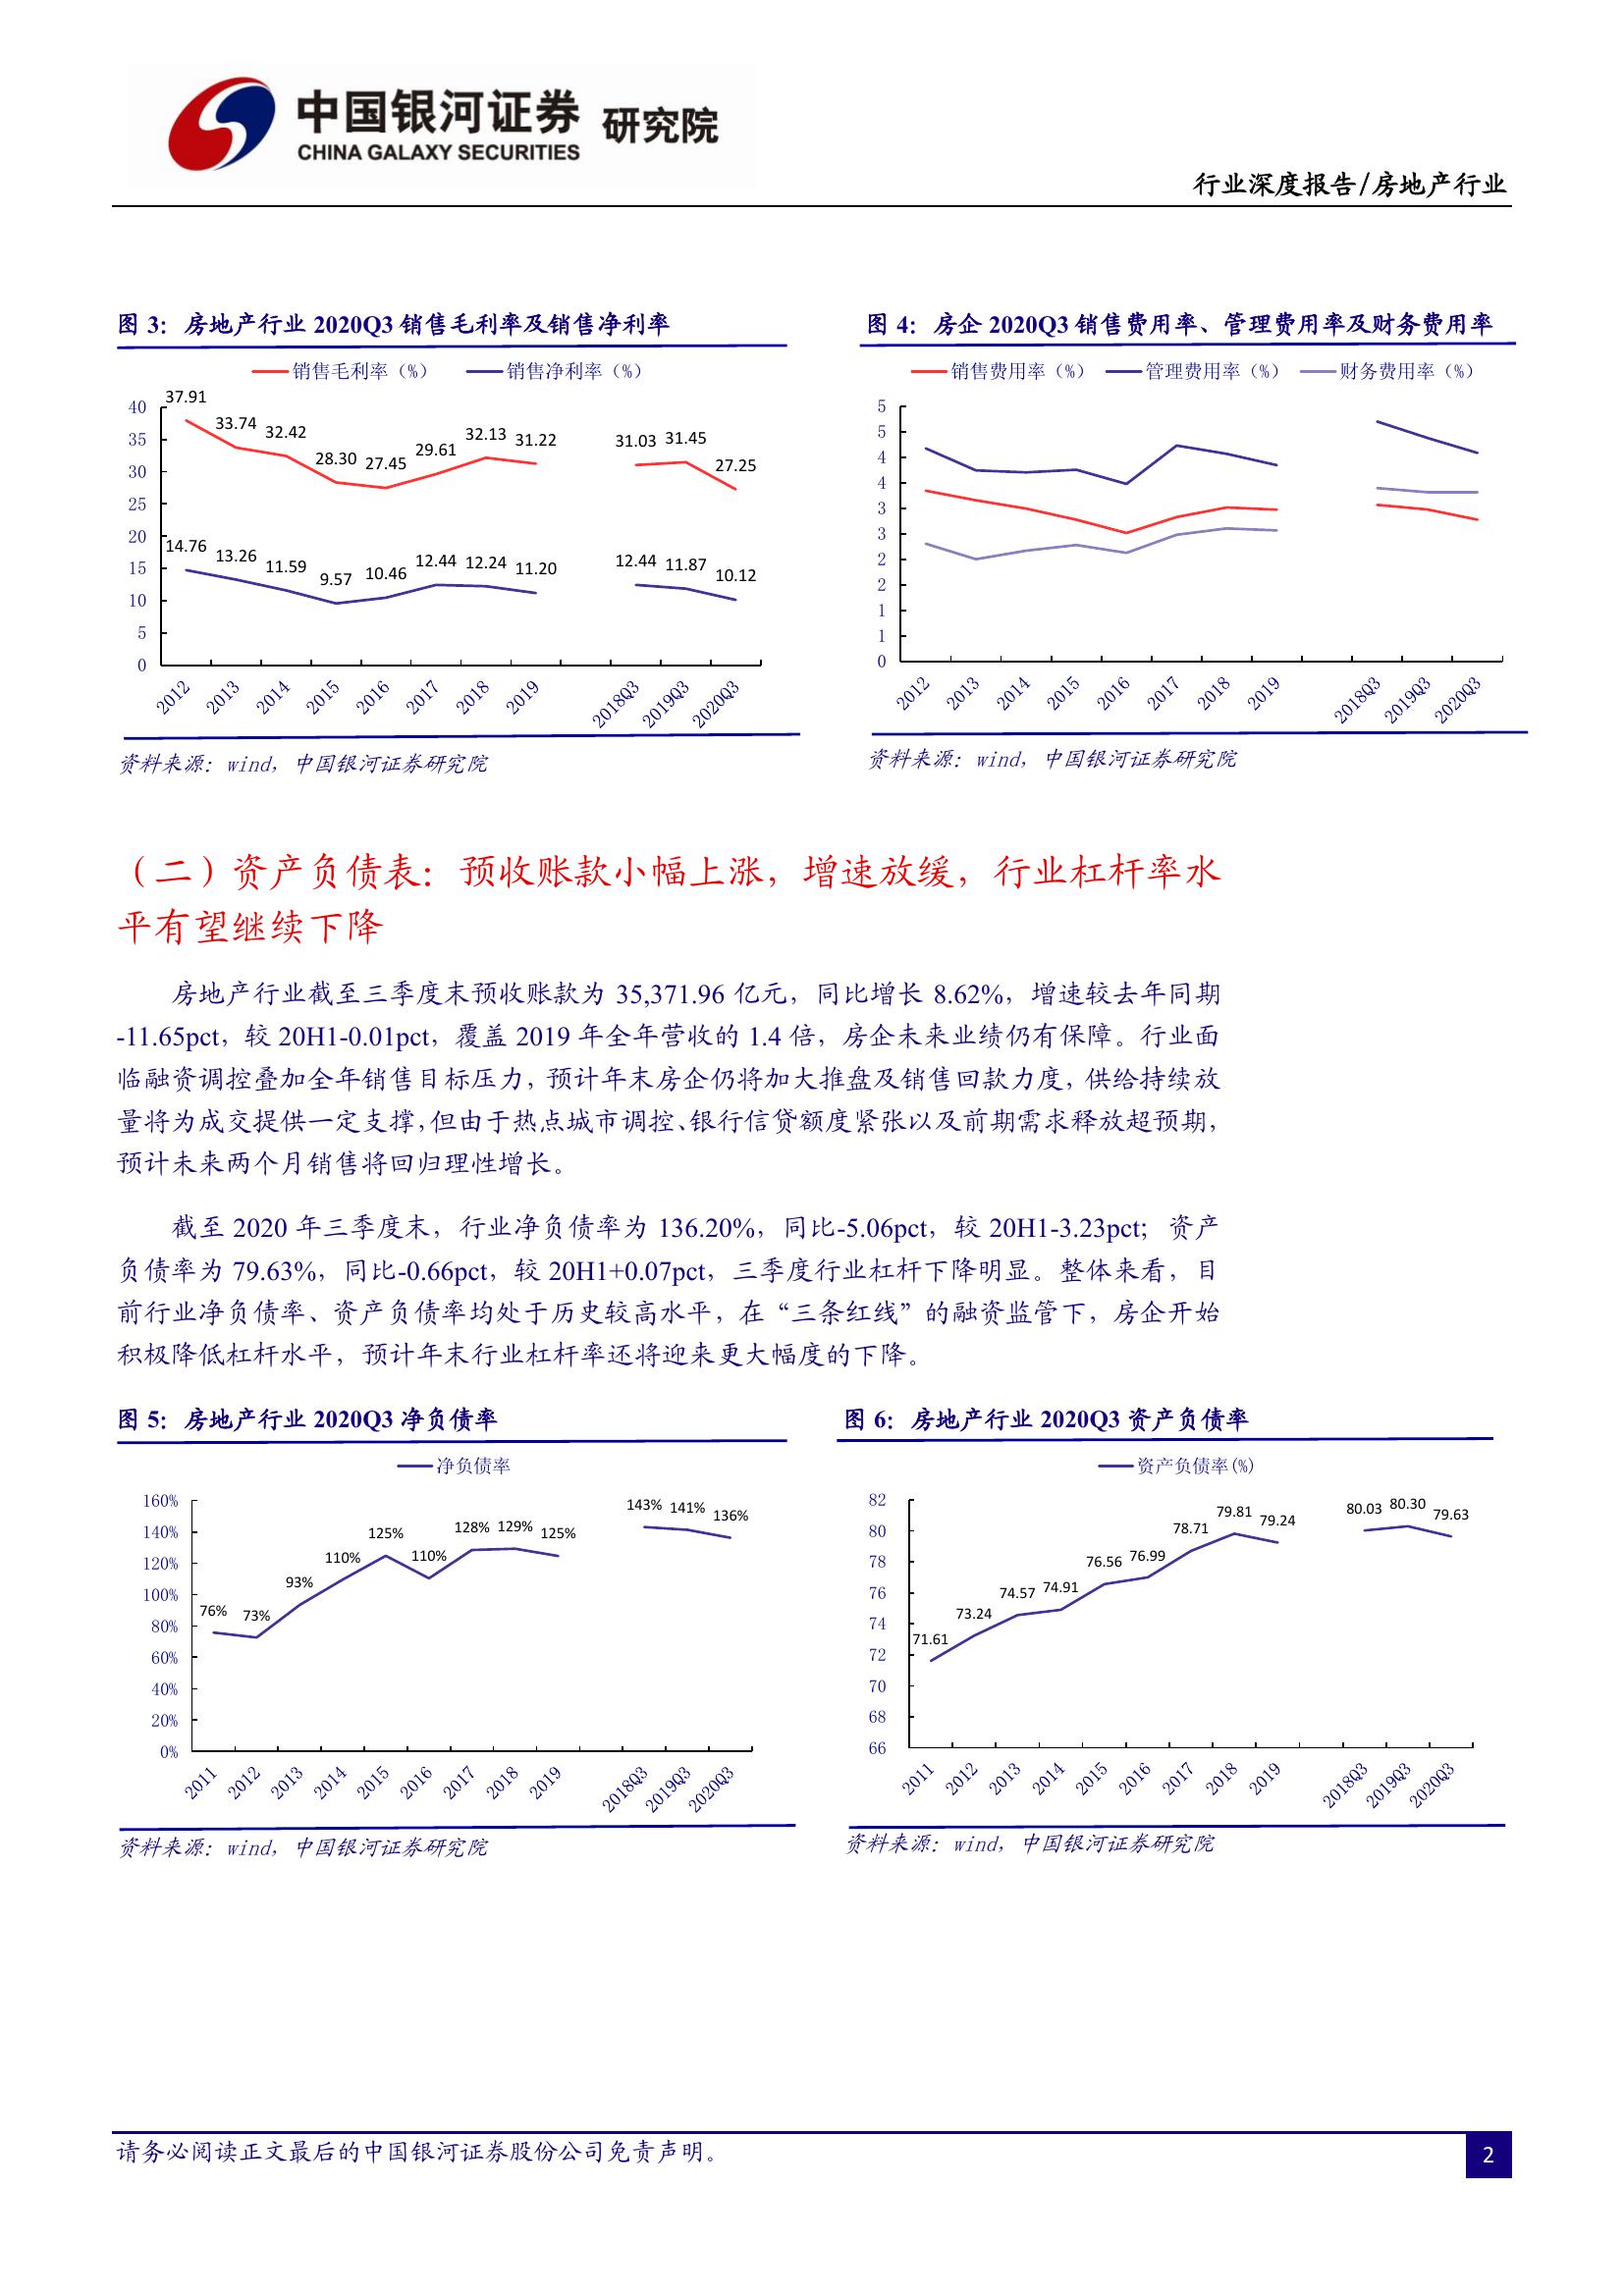 中国银河证券 研究院
CHINA GALAXY SECURITIES
行业深度报告/房地产行业
图 3：房地产行业 2020Q3 销售毛利率及销售净利率
销售毛利率（%） 销售净利率（%）
40
35
30
25
20
15
10
5
0
37.91 33.74 32.42 28.30 27.45 29.61 32.13 31.22 31.03 31.45 27.25
14.76 13.26 11.59 9.57 10.46 12.44 12.24 11.20 12.44 11.87 10.12
2012 2013 2014 2015 2016 2017 2018 2019 2018Q3 2019Q3 2020Q3
资料来源：wind，中国银河证券研究院
图 4：房企 2020Q3 销售费用率、管理费用率及财务费用率
销售费用率（%） 管理费用率（%） 财务费用率（%）
5
5
4
4
3
3
2
2
1
1
0
2012 2013 2014 2015 2016 2017 2018 2019 2018Q3 2019Q3 2020Q3
资料来源：wind，中国银河证券研究院
（二）资产负债表：预收账款小幅上涨，增速放缓，行业杠杆率水
平有望继续下降
房地产行业截至三季度末预收账款为 35,371.96 亿元，同比增长 8.62%，增速较去年同期
-11.65pct，较 20H1-0.01pct，覆盖 2019 年全年营收的 1.4 倍，房企未来业绩仍有保障。行业面
临融资调控叠加全年销售目标压力，预计年末房企仍将加大推盘及销售回款力度，供给持续放
量将为成交提供一定支撑，但由于热点城市调控、银行信贷额度紧张以及前期需求释放超预期，
预计未来两个月销售将回归理性增长。
截至 2020 年三季度末，行业净负债率为 136.20%，同比-5.06pct，较 20H1-3.23pct；资产
负债率为 79.63%，同比-0.66pct，较 20H1+0.07pct，三季度行业杠杆下降明显。整体来看，目
前行业净负债率、资产负债率均处于历史较高水平，在“三条红线”的融资监管下，房企开始
积极降低杠杆水平，预计年末行业杠杆率还将迎来更大幅度的下降。
图 5：房地产行业 2020Q3 净负债率
净负债率
160%
140%
120%
100%
80%
60%
40%
20%
0%
76% 73% 93% 110% 125% 110% 128% 129% 125% 143% 141% 136%
2011 2012 2013 2014 2015 2016 2017 2018 2019 2018Q3 2019Q3 2020Q3
资料来源：wind，中国银河证券研究院
图 6：房地产行业 2020Q3 资产负债率
资产负债率(%)
82
80
78
76
74
72
70
68
66
71.61 73.24 74.57 74.91 76.56 76.99 78.71 79.81 79.24 80.03 80.30 79.63
2011 2012 2013 2014 2015 2016 2017 2018 2019 2018Q3 2019Q3 2020Q3
资料来源：wind，中国银河证券研究院
请务必阅读正文最后的中国银河证券股份公司免责声明。
2